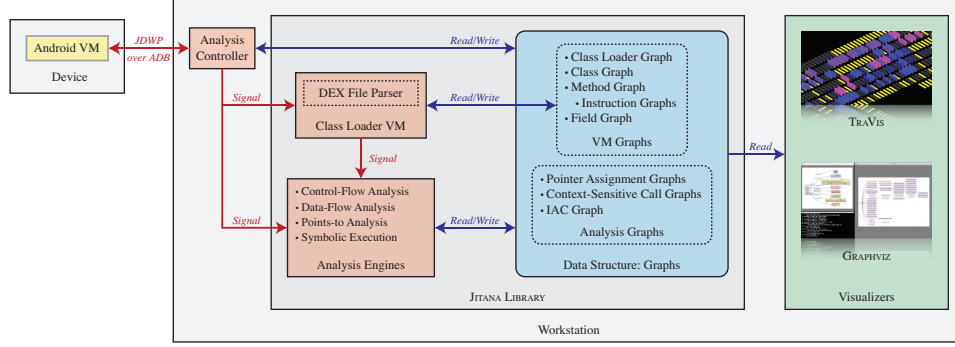 Android VM
Device
JDWP
over ADB
Analysis
Controller
Read/Write
Signal
DEX File Parser
Class Loader VM
Read/Write
Signal
Signal
• Control-Flow Analysis
• Data-Flow Analysis
• Points-to Analysis
• Symbolic Execution
Analysis Engines
Read/Write
• Class Loader Graph
• Class Graph
• Method Graph
• Instruction Graphs
• Field Graph
VM Graphs
• Pointer Assignment Graphs
• Context-Sensitive Call Graphs
• IAC Graph
Analysis Graphs
Data Structure: Graphs
JITANA LIBRARY
Workstation
Read
TRAVIS
GRAPHVIZ
Visualizers